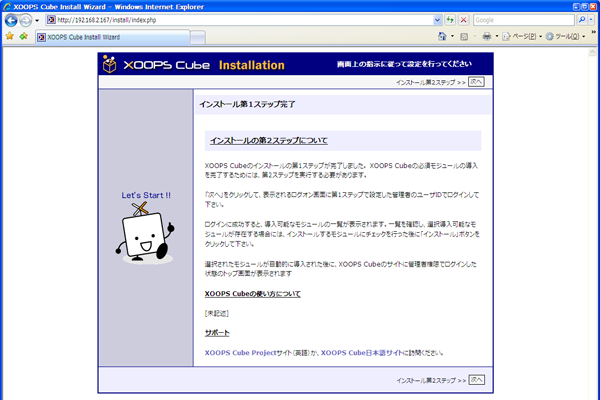 XOOPS Cube Install Wizard - Windows Internet Explorer
http://192.168.2.167/install/index.php
Google
XOOPS Cube Install Wizard
ページ(P)
ツール(O)
XOOPS Cube Installation
画面上の指示に従って設定を行ってください
インストール第2ステップ >> 次へ
インストール第1ステップ完了
インストールの第2ステップについて
XOOPS Cubeのインストールの第1ステップが完了しました。XOOPS Cubeの必須モジュールの導入
を完了するためには、第2ステップを実行する必要があります。
「次へ」をクリックして、表示されるログオン画面に第1ステップで設定した管理者のユーザIDでログインして
下さい。
ログインに成功すると、導入可能なモジュールの一覧が表示されます。一覧を確認し、選択導入可能なモ
ジュールが存在する場合には、インストールするモジュールにチェックを行った後に「インストール」ボタンを
クリックして下さい。
選択されたモジュールが自動的に導入された後に、XOOPS Cubeのサイトに管理者権限でログインした
状態のトップ画面が表示されます
XOOPS Cubeの使い方について
[未記述]
サポート
XOOPS Cube Projectサイト(英語)か、XOOPS Cube日本語サイトに訪問ください。
Let's Start !!
インストール第2ステップ >> 次へ